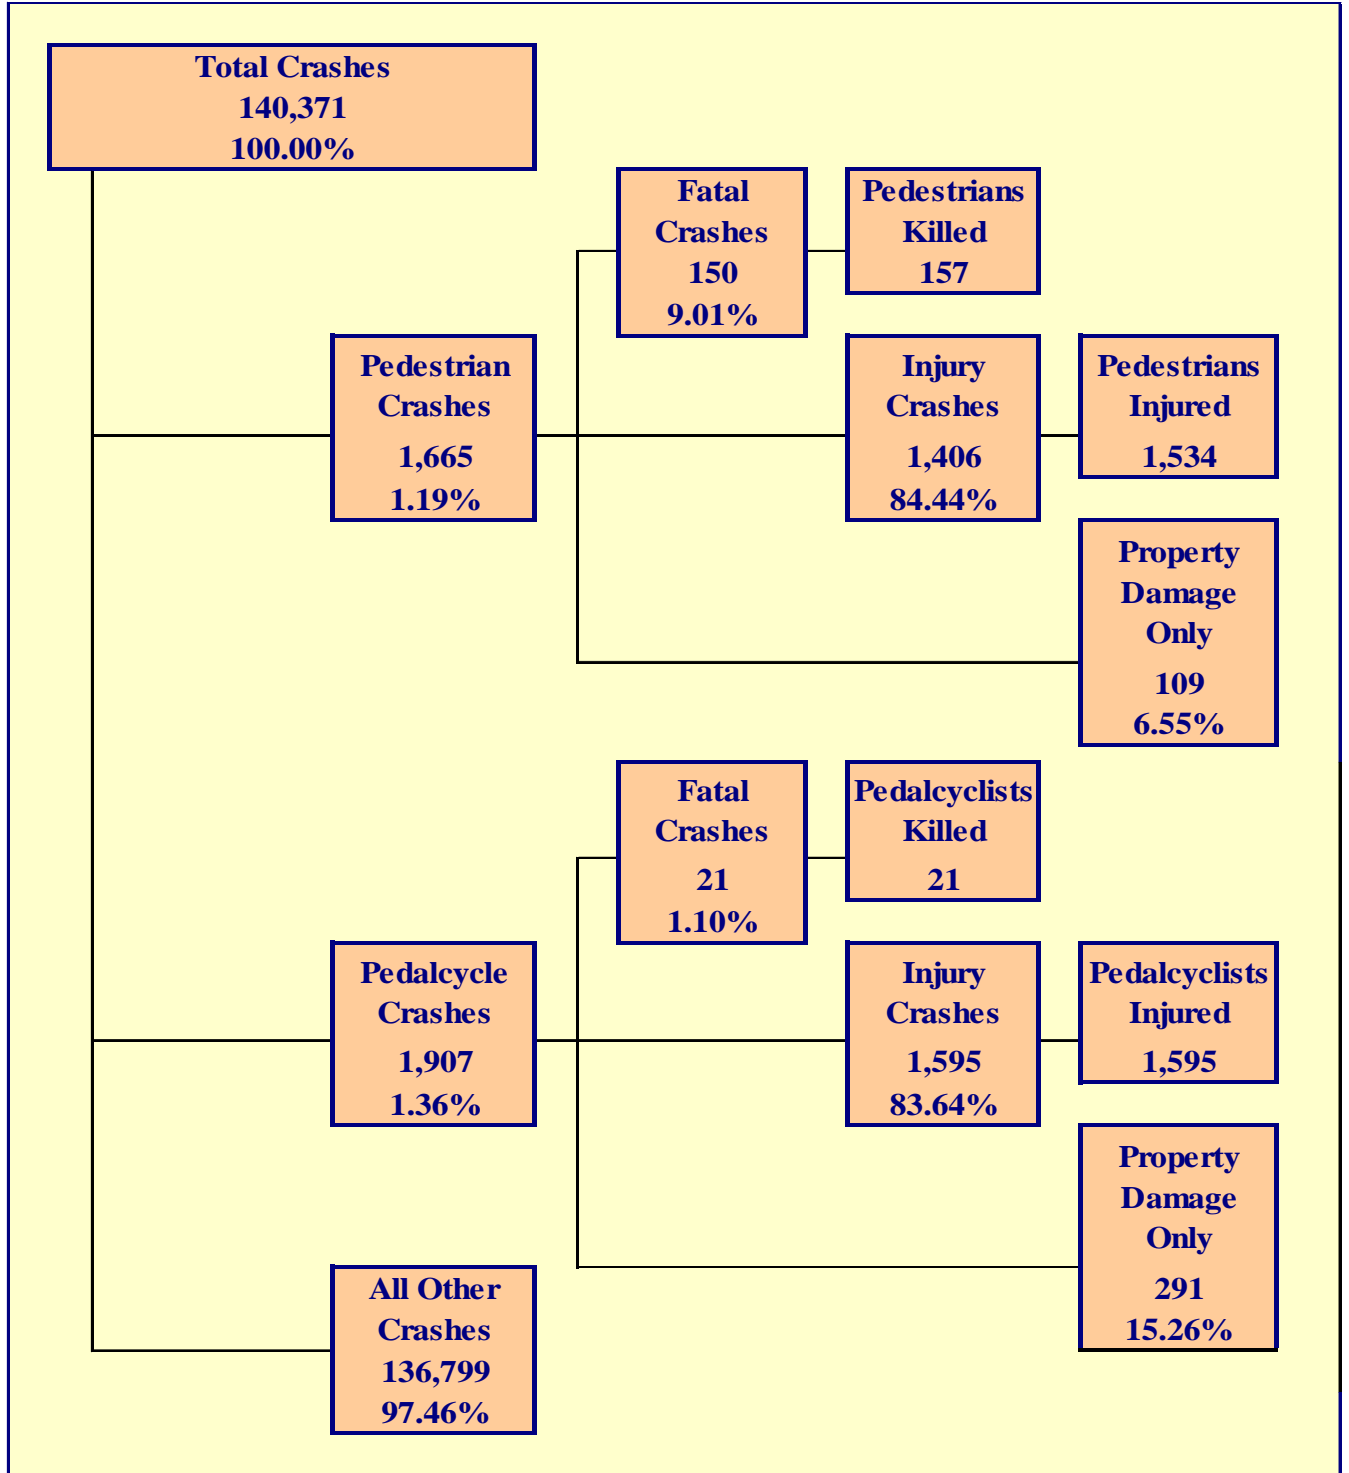 Total Crashes
140,371
100.00%
Fatal
Crashes
150
9.01%
Pedestrians
Killed
157
Pedestrian
Crashes
1,665
1.19%
Injury
Crashes
1,406
84.44%
Pedestrians
Injured
1,534
Property
Damage
Only
109
6.55%
Fatal
Crashes
21
1.10%
Pedalcyclists
Killed
21
Pedalcycle
Crashes
1,907
1.36%
Injury
Crashes
1,595
83.64%
Pedalcyclists
Injured
1,595
Property
Damage
Only
291
15.26%
All Other
Crashes
136,799
97.46%